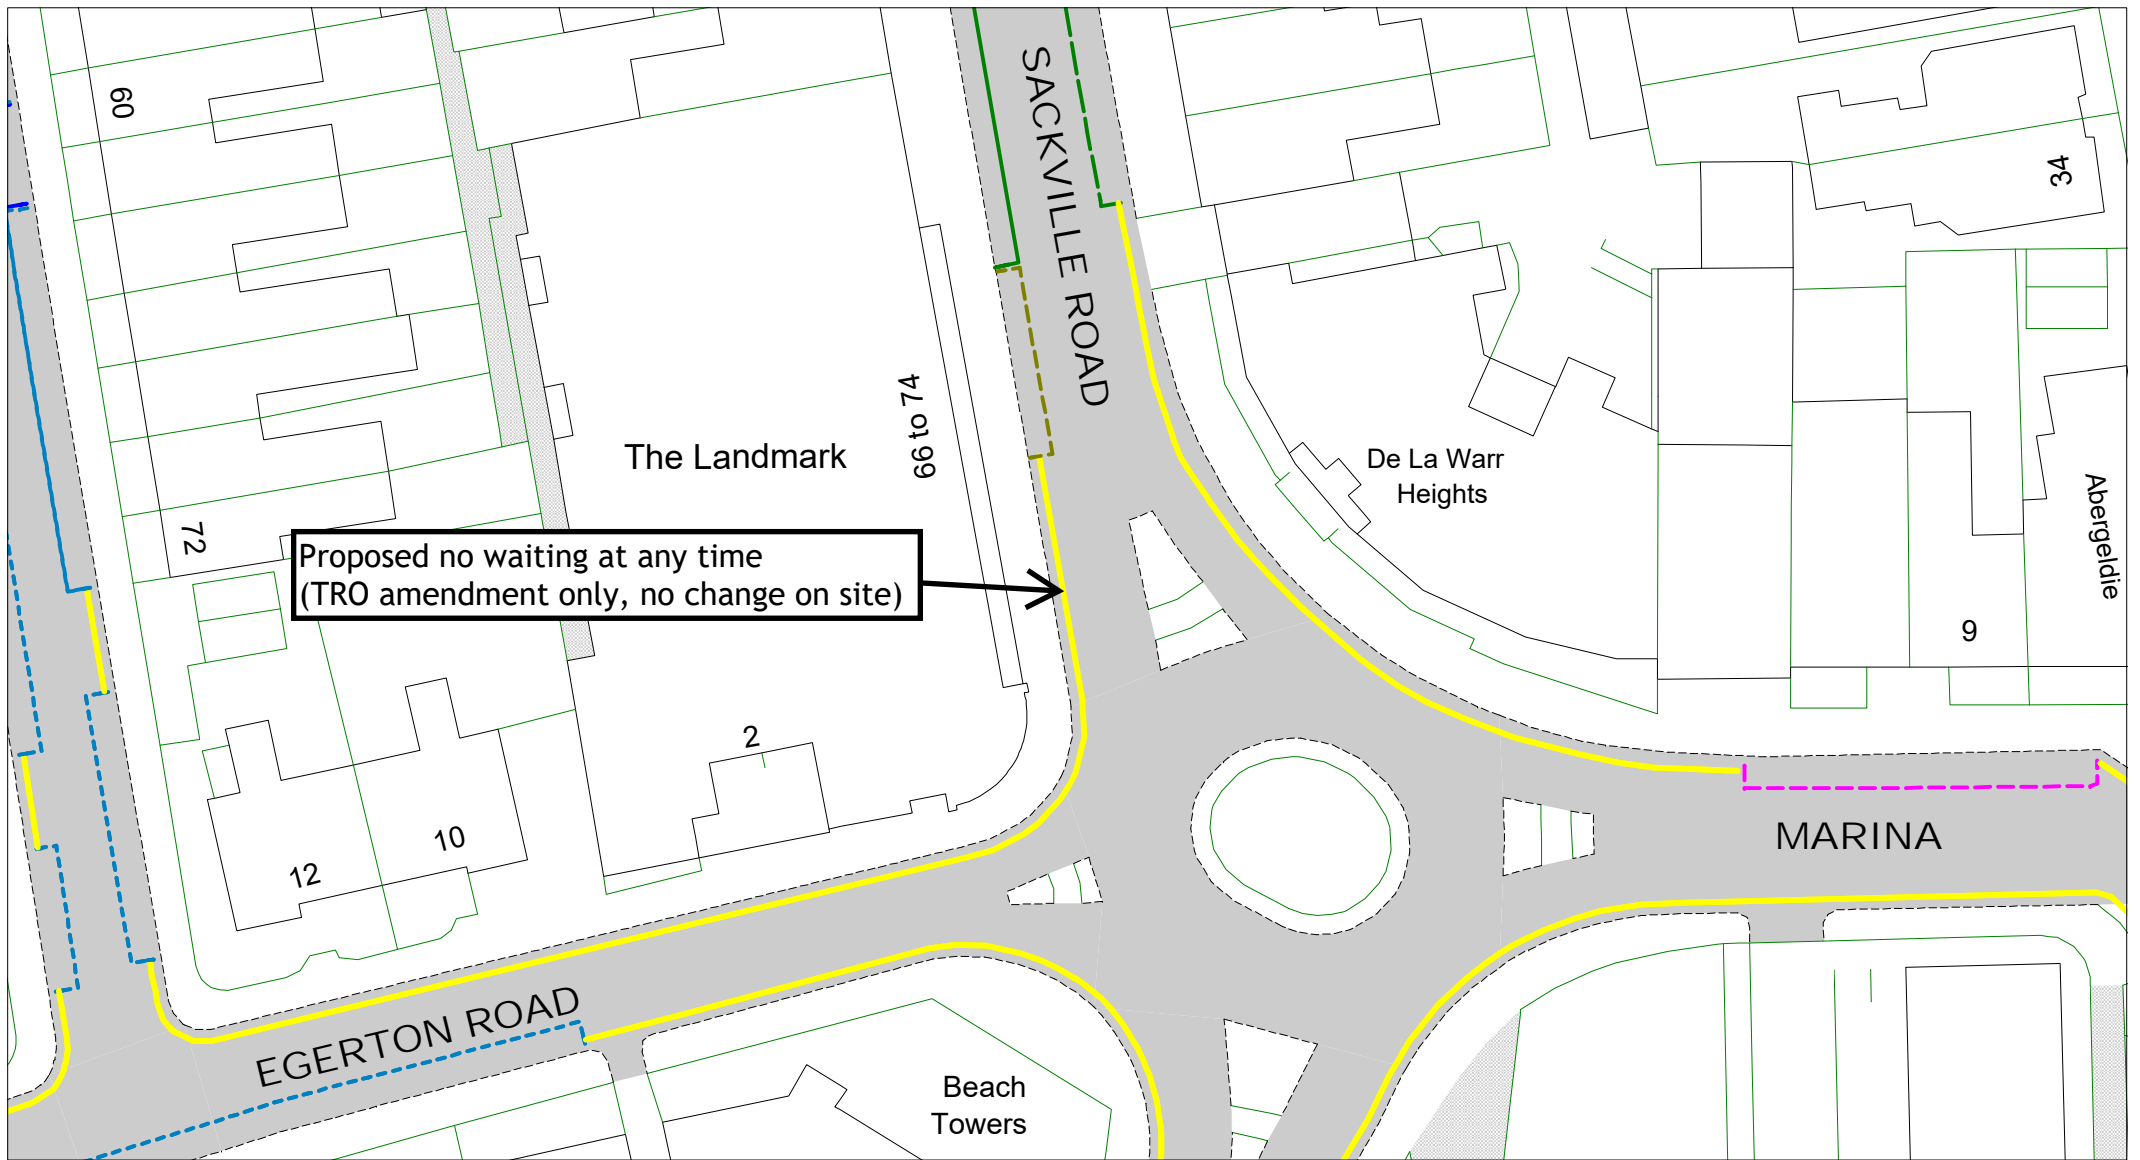 60
SACKVILLE ROAD
34
66 to 74
The Landmark
De La Warr
Heights
Abergeldie
72
Proposed no waiting at any time
(TRO amendment only, no change on site)
9
2
10
12
MARINA
EGERTON ROAD
Beach
Towers